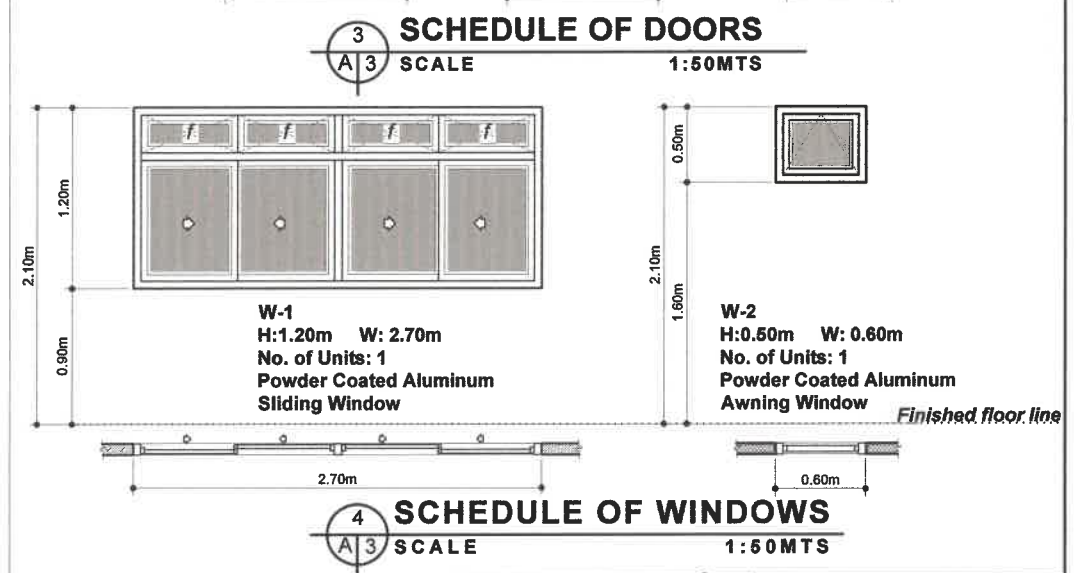 3
SCHEDULE OF DOORS
A 3
SCALE 1:50MTS
f f f f
1.20m
2.10m
0.90m
0.50m
2.10m
1.60m
W-1
H:1.20m W: 2.70m
No. of Units: 1
Powder Coated Aluminum
Sliding Window
W-2
H:0.50m W: 0.60m
No. of Units: 1
Powder Coated Aluminum
Awning Window
Finished floor line
2.70m
0.60m
4
SCHEDULE OF WINDOWS
A 3
SCALE 1:50MTS